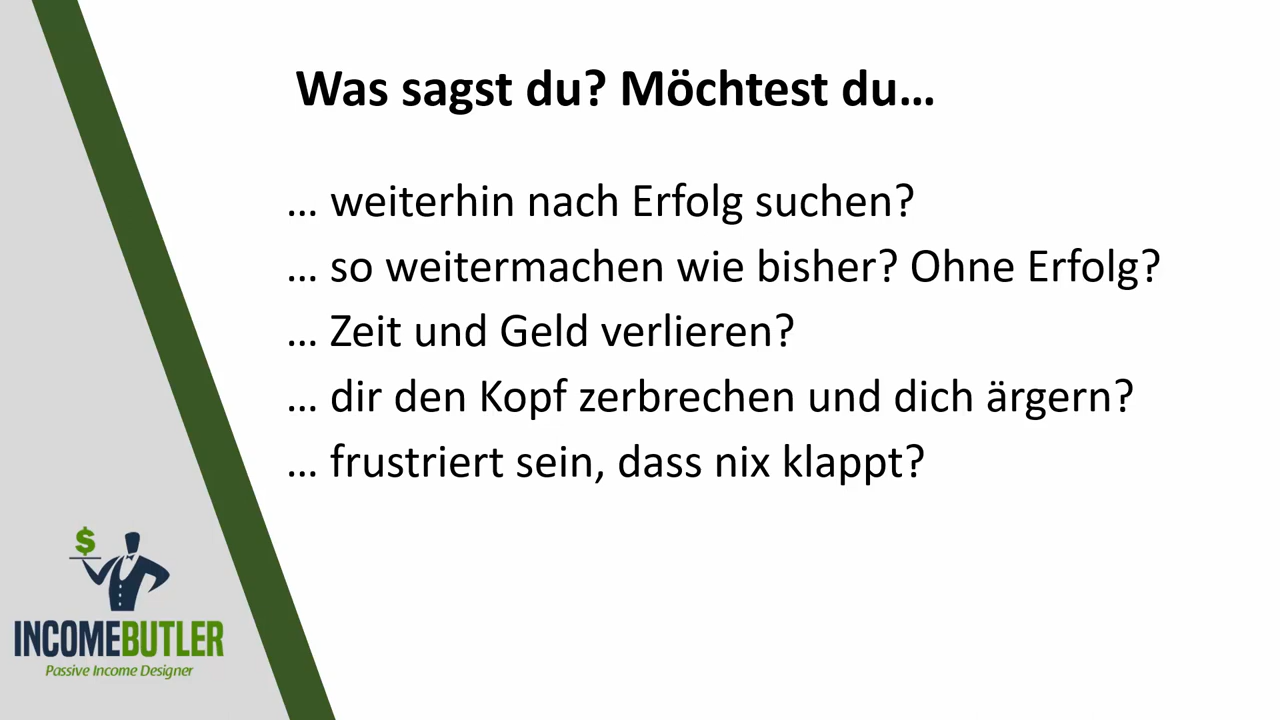 Was sagst du? Möchtest du…
… weiterhin nach Erfolg suchen?
… so weitermachen wie bisher? Ohne Erfolg?
… Zeit und Geld verlieren?
… dir den Kopf zerbrechen und dich ärgern?
… frustriert sein, dass nix klappt?
$
INCOMEBUTLER
Passive Income Designer